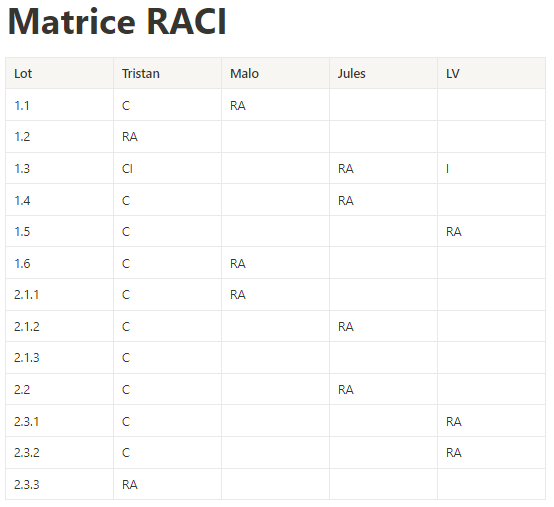 Matrice RACI
Lot Tristan Malo Jules LV
1.1 C RA
1.2 RA
1.3 CI RA I
1.4 C RA
1.5 C RA
1.6 C RA
2.1.1 C RA
2.1.2 C RA
2.1.3 C
2.2 C RA
2.3.1 C RA
2.3.2 C RA
2.3.3 RA